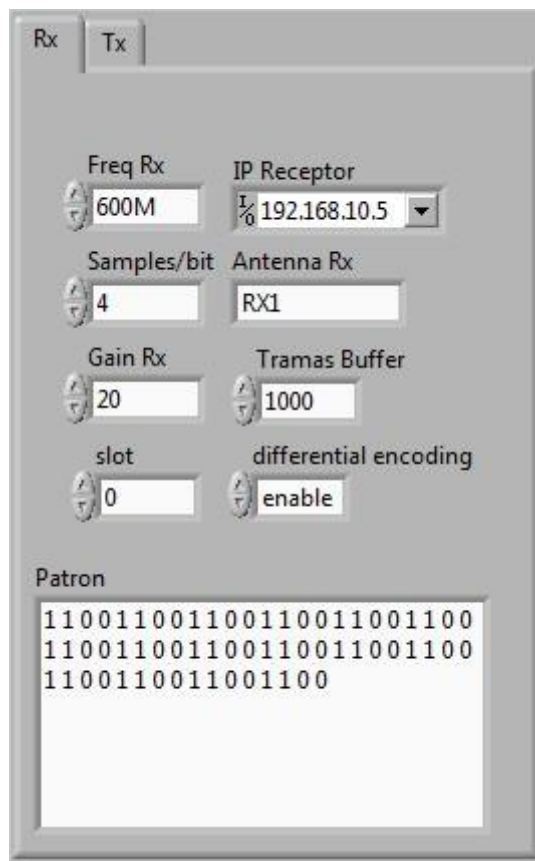 Rx Tx
Freq Rx IP Receptor
600M I/0 192.168.10.5
Samples/bit Antenna Rx
4 RX1
Gain Rx Tramas Buffer
20 1000
slot differential encoding
0 enable
Patron
1 1 0 0 1 1 0 0 1 1 0 0 1 1 0 0 1 1 0 0 1 1 0 0
1 1 0 0 1 1 0 0 1 1 0 0 1 1 0 0 1 1 0 0 1 1 0 0
1 1 0 0 1 1 0 0 1 1 0 0 1 1 0 0